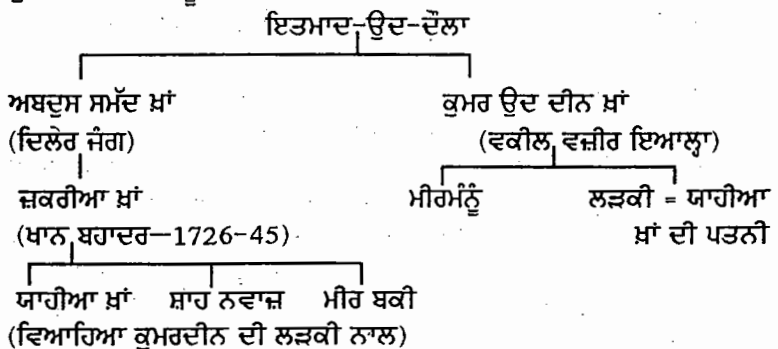 ਇਤਮਾਦ-ਉਦ-ਦੌਲਾ
ਅਬਦੁਸ ਸਮੱਦ ਖ਼ਾਂ ਕੁਮਰ ਉਦ ਦੀਨ ਖ਼ਾਂ
(ਦਿਲੇਰ ਜੰਗ) (ਵਕੀਲ ਵਜ਼ੀਰ ਇਆਲ੍ਹਾ)
ਜ਼ਕਰੀਆ ਖ਼ਾਂ ਮੀਰਮੰਨੂੰ ਲੜਕੀ = ਯਾਹੀਆ
(ਖਾਨ ਬਹਾਦਰ—1726-45) ਖ਼ਾਂ ਦੀ ਪਤਨੀ
ਯਾਹੀਆ ਖ਼ਾਂ ਸ਼ਾਹ ਨਵਾਜ਼ ਮੀਰ ਬਕੀ
(ਵਿਆਹਿਆ ਕੁਮਰਦੀਨ ਦੀ ਲੜਕੀ ਨਾਲ)